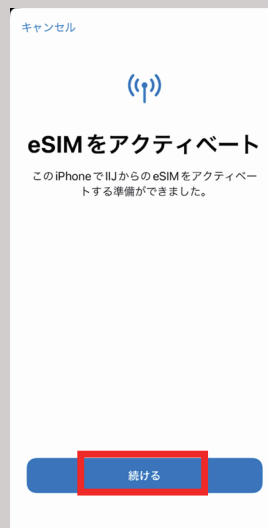 キャンセル
eSIMをアクティベート
このiPhoneでIIJからのeSIMをアクティベー
トする準備ができました。
続ける